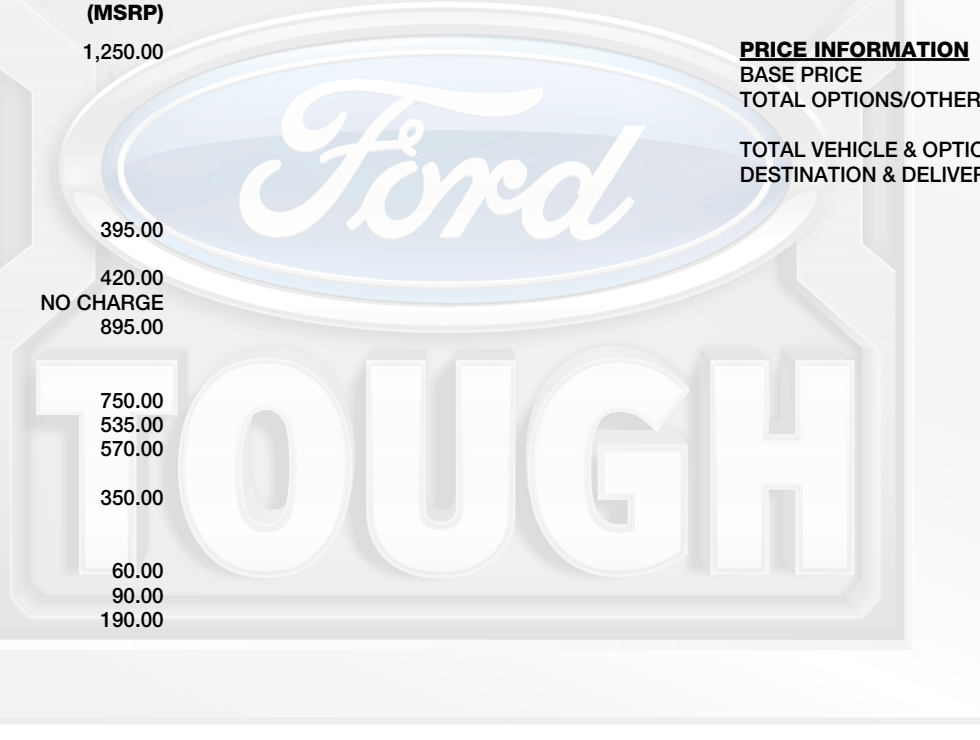 (MSRP)
1,250.00
395.00
420.00
NO CHARGE
895.00
750.00
535.00
570.00
350.00
60.00
90.00
190.00
PRICE INFORMATION
BASE PRICE
TOTAL OPTIONS/OTHER
TOTAL VEHICLE & OPTIO
DESTINATION & DELIVER
Ford
TOUGH